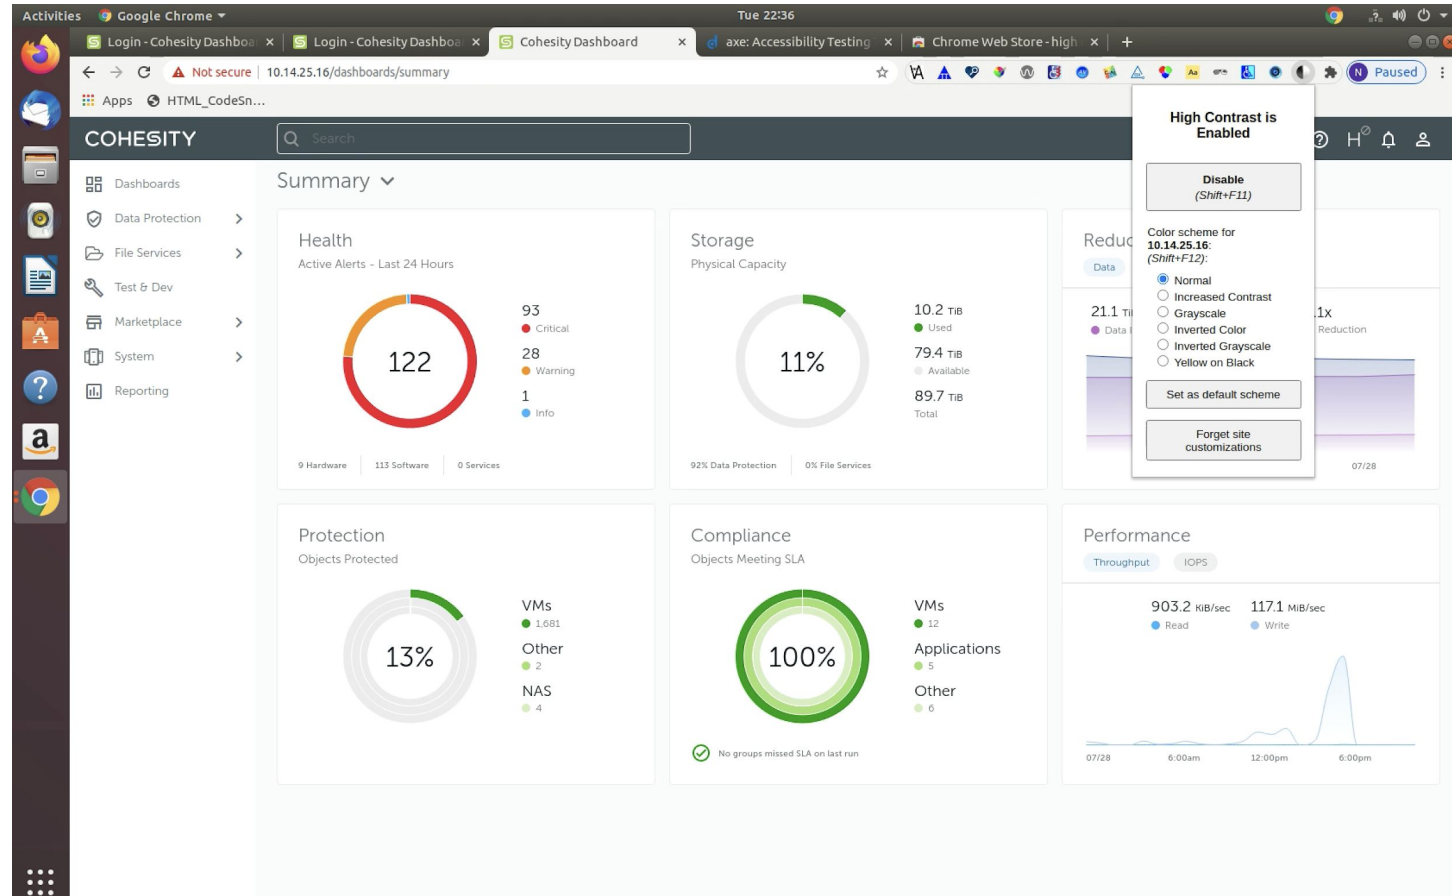 Activities Google Chrome ▾ Tue 22:36
Login - Cohesity Dashboa × Login - Cohesity Dashboa × Cohesity Dashboard × axe: Accessibility Testing × Chrome Web Store - high × +
Not secure | 10.14.25.16/dashboards/summary Paused
Apps HTML_CodeSn...
COHESITY Search
Dashboards
Data Protection
File Services
Test & Dev
Marketplace
System
Reporting
Summary
Health
Active Alerts - Last 24 Hours
122
93
Critical
28
Warning
1
Info
9 Hardware 113 Software 0 Services
Storage
Physical Capacity
11%
10.2 TiB
Used
79.4 TiB
Available
89.7 TiB
Total
92% Data Protection 0% File Services
Reduc
Data
21.1 Ti .1x
Data Reduction
07/28
High Contrast is
Enabled
Disable
(Shift+F11)
Color scheme for
10.14.25.16:
(Shift+F12):
Normal
Increased Contrast
Grayscale
Inverted Color
Inverted Grayscale
Yellow on Black
Set as default scheme
Forget site
customizations
Protection
Objects Protected
13%
VMs
1,681
Other
2
NAS
4
Compliance
Objects Meeting SLA
100%
VMs
12
Applications
5
Other
6
No groups missed SLA on last run
Performance
Throughput IOPS
903.2 KiB/sec 117.1 MiB/sec
Read Write
07/28 6:00am 12:00pm 6:00pm